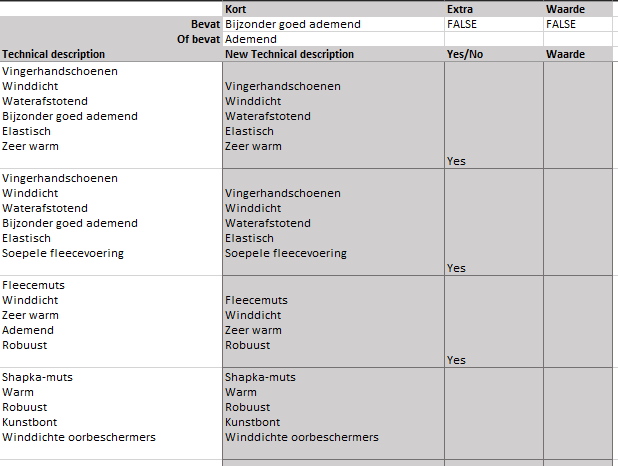 Kort Extra Waarde
Bevat Bijzonder goed ademend FALSE FALSE
Of bevat Ademend
Technical description New Technical description Yes/No Waarde
Vingerhandschoenen
Winddicht Vingerhandschoenen
Waterafstotend Winddicht
Bijzonder goed ademend Waterafstotend
Elastisch Elastisch
Zeer warm Zeer warm
Yes
Vingerhandschoenen
Winddicht Vingerhandschoenen
Waterafstotend Winddicht
Bijzonder goed ademend Waterafstotend
Elastisch Elastisch
Soepele fleecevoering Soepele fleecevoering
Yes
Fleecemuts
Winddicht Fleecemuts
Zeer warm Winddicht
Ademend Zeer warm
Robuust Robuust
Yes
Shapka-muts Shapka-muts
Warm Warm
Robuust Robuust
Kunstbont Kunstbont
Winddichte oorbeschermers Winddichte oorbeschermers